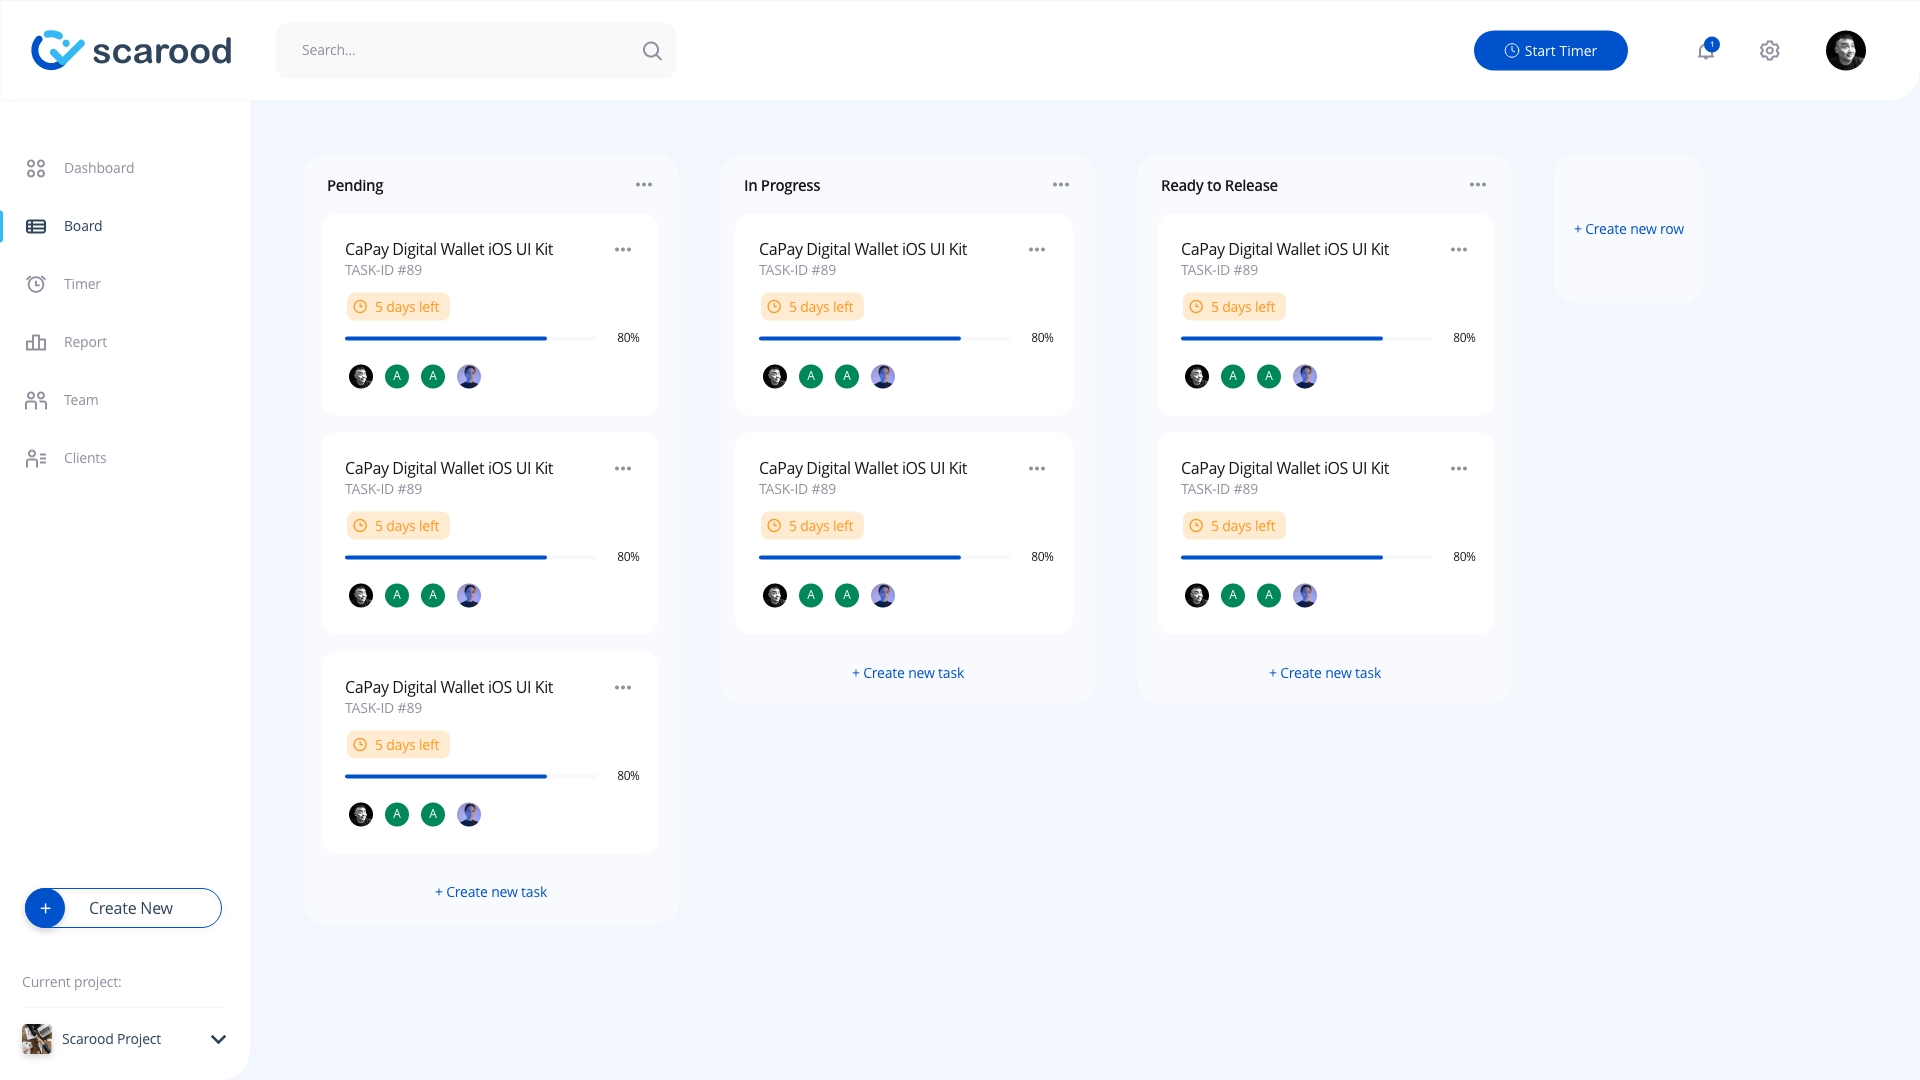 scarood
Search...
Start Timer
1
Dashboard
Board
Timer
Report
Team
Clients
+ Create New
Current project:
Scarood Project
Pending
CaPay Digital Wallet iOS UI Kit
TASK-ID #89
5 days left
80%
A A
CaPay Digital Wallet iOS UI Kit
TASK-ID #89
5 days left
80%
A A
CaPay Digital Wallet iOS UI Kit
TASK-ID #89
5 days left
80%
A A
+ Create new task
In Progress
CaPay Digital Wallet iOS UI Kit
TASK-ID #89
5 days left
80%
A A
CaPay Digital Wallet iOS UI Kit
TASK-ID #89
5 days left
80%
A A
+ Create new task
Ready to Release
CaPay Digital Wallet iOS UI Kit
TASK-ID #89
5 days left
80%
A A
CaPay Digital Wallet iOS UI Kit
TASK-ID #89
5 days left
80%
A A
+ Create new task
+ Create new row